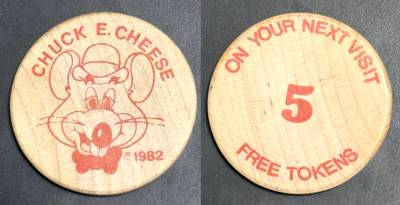 CHUCK E. CHEESE
©1982
ON YOUR NEXT VISIT
5
FREE TOKENS